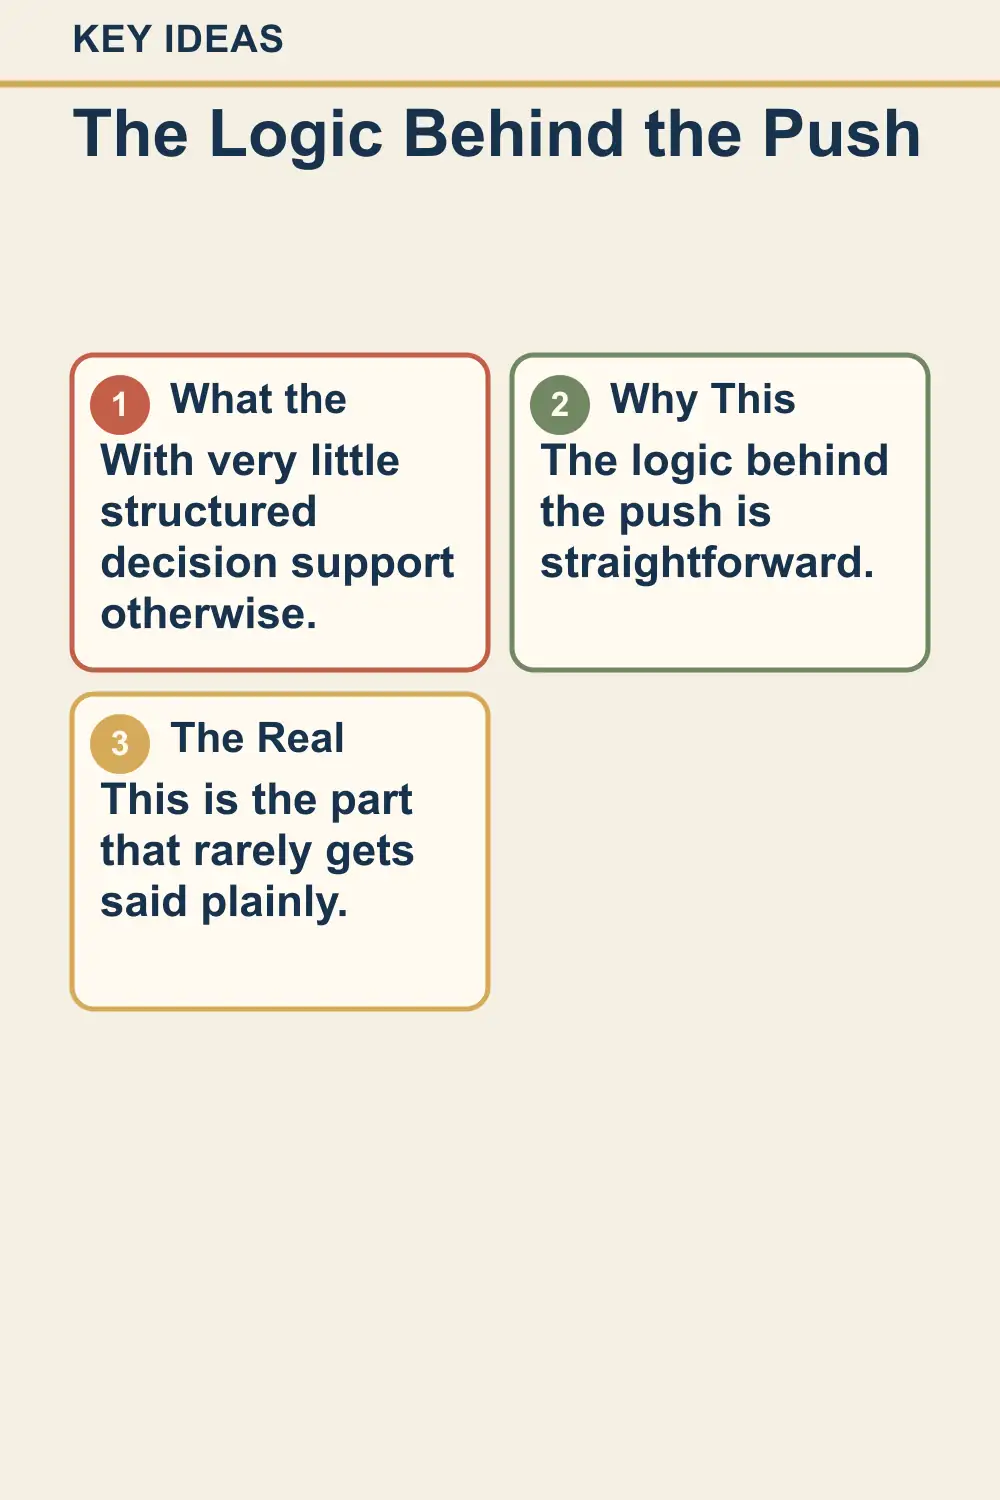 KEY IDEAS
The Logic Behind the Push
1 What the
With very little
structured
decision support
otherwise.
2 Why This
The logic behind
the push is
straightforward.
3 The Real
This is the part
that rarely gets
said plainly.